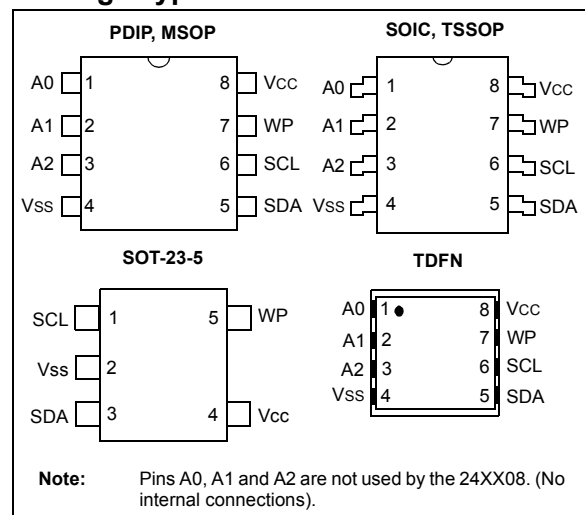 PDIP, MSOP
A0 1 8 VCC
A1 2 7 WP
A2 3 6 SCL
VSS 4 5 SDA
SOIC, TSSOP
A0 1 8 VCC
A1 2 7 WP
A2 3 6 SCL
VSS 4 5 SDA
SOT-23-5
SCL 1 5 WP
Vss 2
SDA 3 4 Vcc
TDFN
A0 1 8 VCC
A1 2 7 WP
A2 3 6 SCL
VSS 4 5 SDA
Note: Pins A0, A1 and A2 are not used by the 24XX08. (No
internal connections).